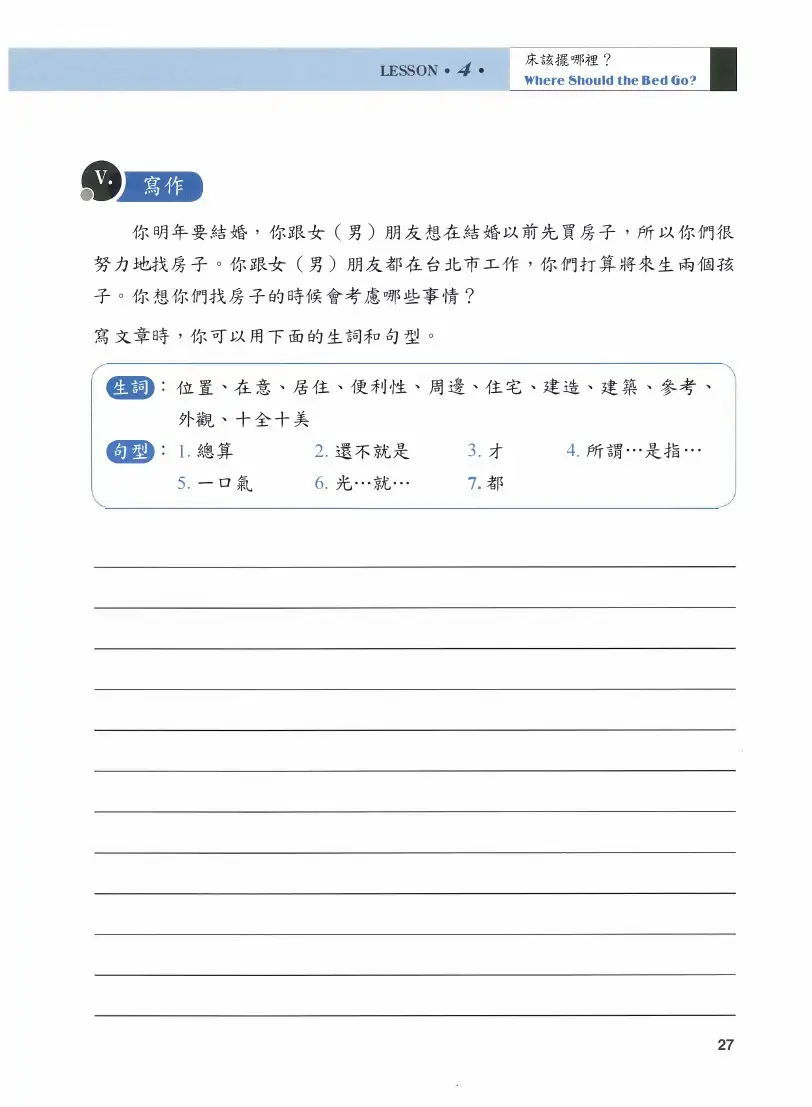 LESSON • 4 •
床該擺哪裡？
Where Should the Bed Go?
V. 寫作
你明年要結婚，你跟女（男）朋友想在結婚以前先買房子，所以你們很
努力地找房子。你跟女（男）朋友都在台北市工作，你們打算將來生兩個孩
子。你想你們找房子的時候會考慮哪些事情？
寫文章時，你可以用下面的生詞和句型。
生詞：位置、在意、居住、便利性、周邊、住宅、建造、建築、參考、
外觀、十全十美
句型：1. 總算 2. 還不就是 3. 才 4. 所謂…是指…
5. 一口氣 6. 光…就… 7. 都
27